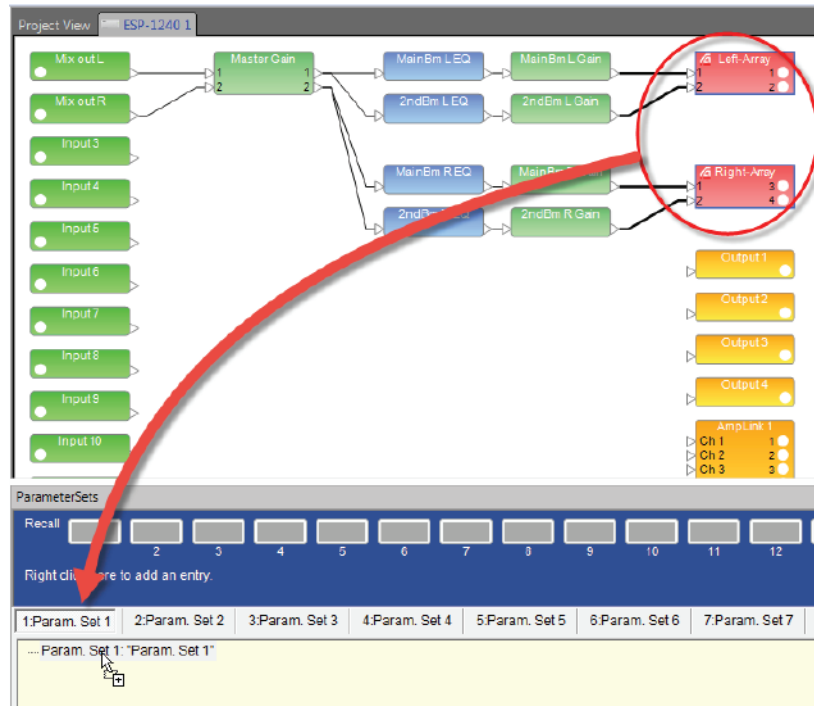 Project View ESP-1240 1
Mix out L Master Gain MainBm L EQ MainBm L Gain Left-Array
1 1 1 1
2 2 2 2
Mix out R 2ndBm L EQ 2ndBm L Gain
Input 3
Input 4 MainBm R EQ MainBm Gain Right-Array
1 3
2 4
Input 5 2ndBm EQ 2ndBm R Gain
Output 1
Input 6
Output 2
Input 7
Output 3
Input 8
Output 4
Input 9
AmpLink 1
Input 10 Ch 1 1
Ch 2 2
Ch 3 3
ParameterSets
Recall
2 3 4 5 6 7 8 9 10 11 12
Right cli re to add an entry.
1:Param. Set 1 2:Param. Set 2 3:Param. Set 3 4:Param. Set 4 5:Param. Set 5 6:Param. Set 6 7:Param. Set 7
Param. Set 1: "Param. Set 1"